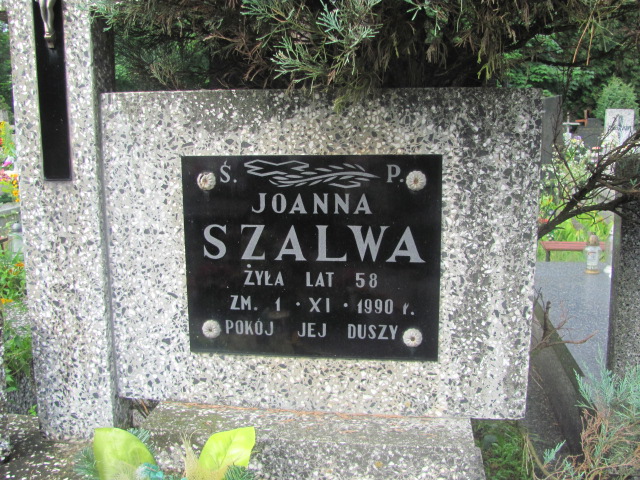 Ś. P.
JOANNA
SZALWA
ŻYŁA LAT 58
ZM. 1 · XI · 1990 r.
POKÓJ JEJ DUSZY